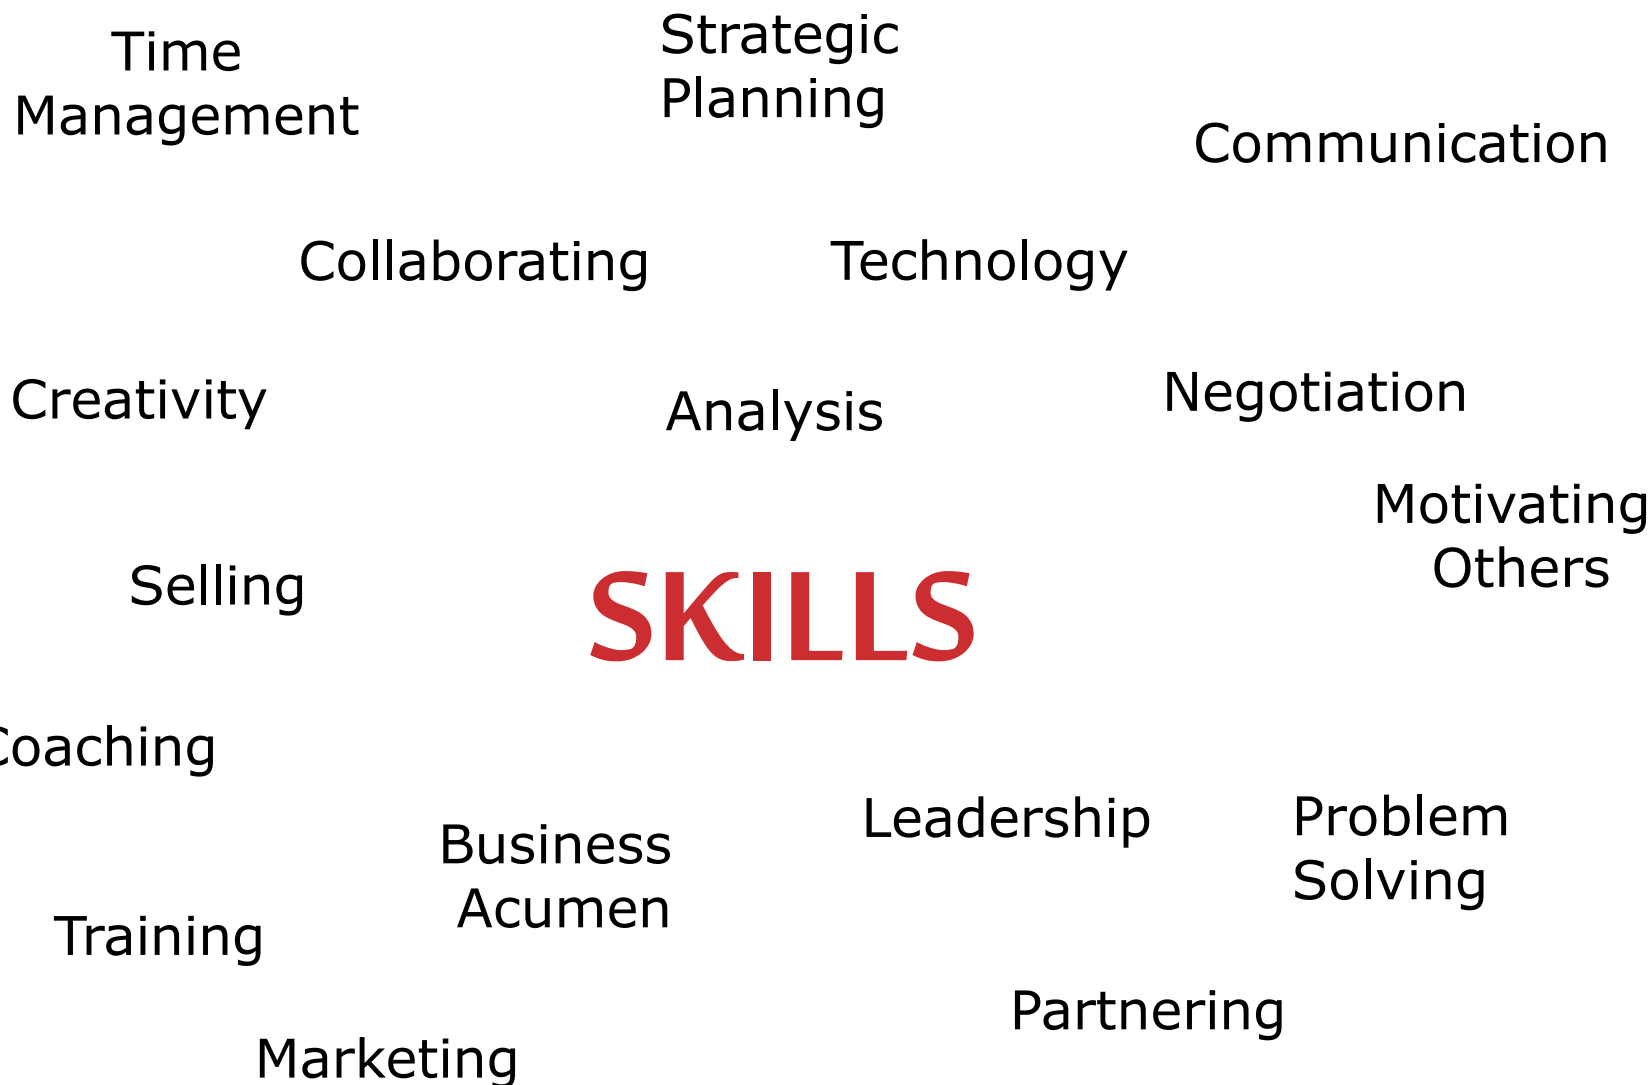 Time
Management
Strategic
Planning
Communication
Collaborating
Technology
Creativity
Analysis
Negotiation
Motivating
Others
Selling
SKILLS
Coaching
Leadership
Problem
Solving
Business
Acumen
Training
Partnering
Marketing